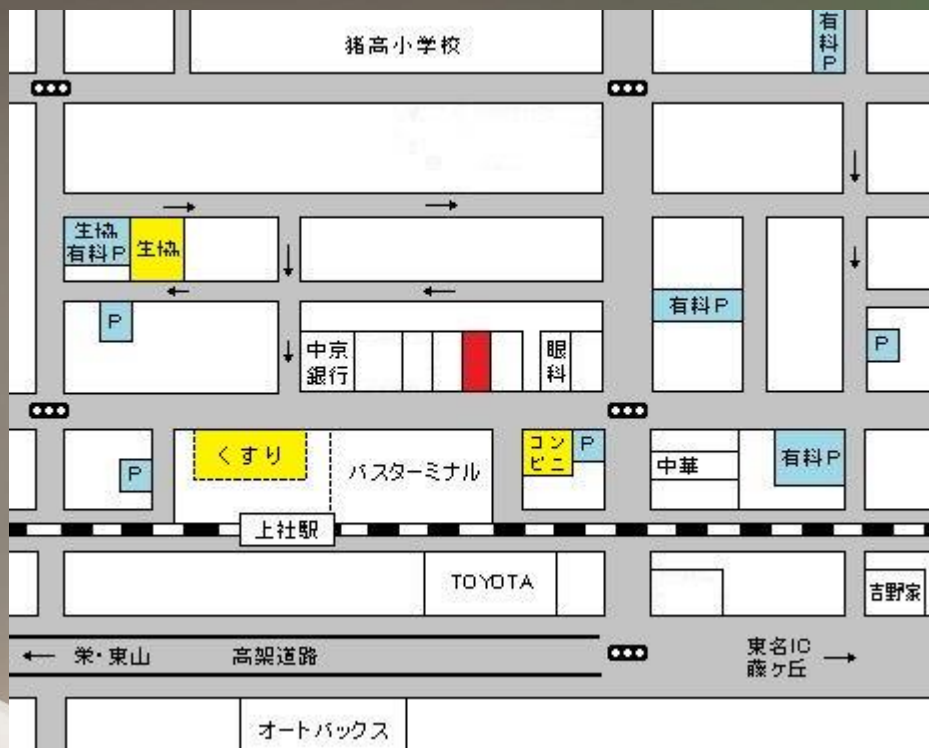 猪高小学校
有
料
P
生協
有料P
生協
有料P
P
P
中京
銀行
眼
科
くすり
バスターミナル
コン
ビニ
P
中華
有料P
P
上社駅
TOYOTA
吉野家
← 栄・東山
高架道路
東名IC
藤ヶ丘 →
オートバックス